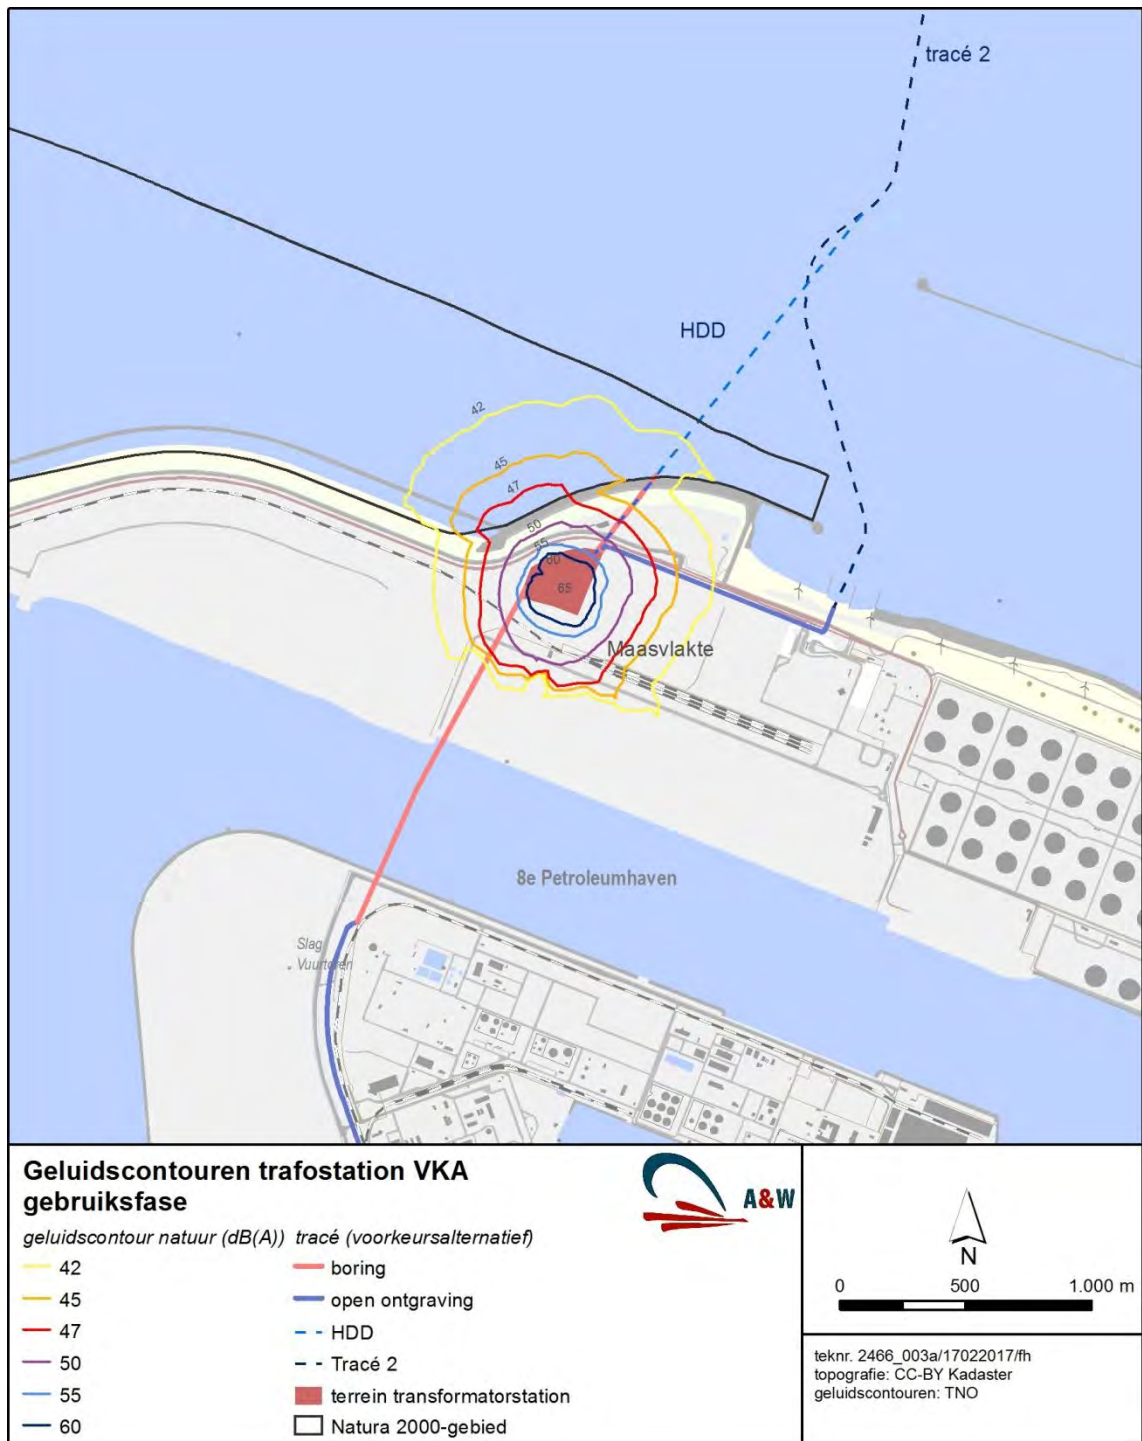 tracé 2
HDD
42
45
47
50
55
60
65
Maasvlakte
8e Petroleumhaven
Slag
Vuurtoren
Geluidscontouren trafostation VKA
gebruiksfase
A&W
geluidscontour natuur (dB(A)) tracé (voorkeursalternatief)
42 boring
45 open ontgraving
47 HDD
50 Tracé 2
55 terrein transformatorstation
60 Natura 2000-gebied
N
0 500 1.000 m
teknr. 2466_003a/17022017/fh
topografie: CC-BY Kadaster
geluidscontouren: TNO